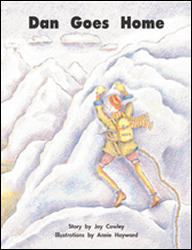 Dan Goes Home
Story by Joy Cowley
Illustrations by Annie Hayward